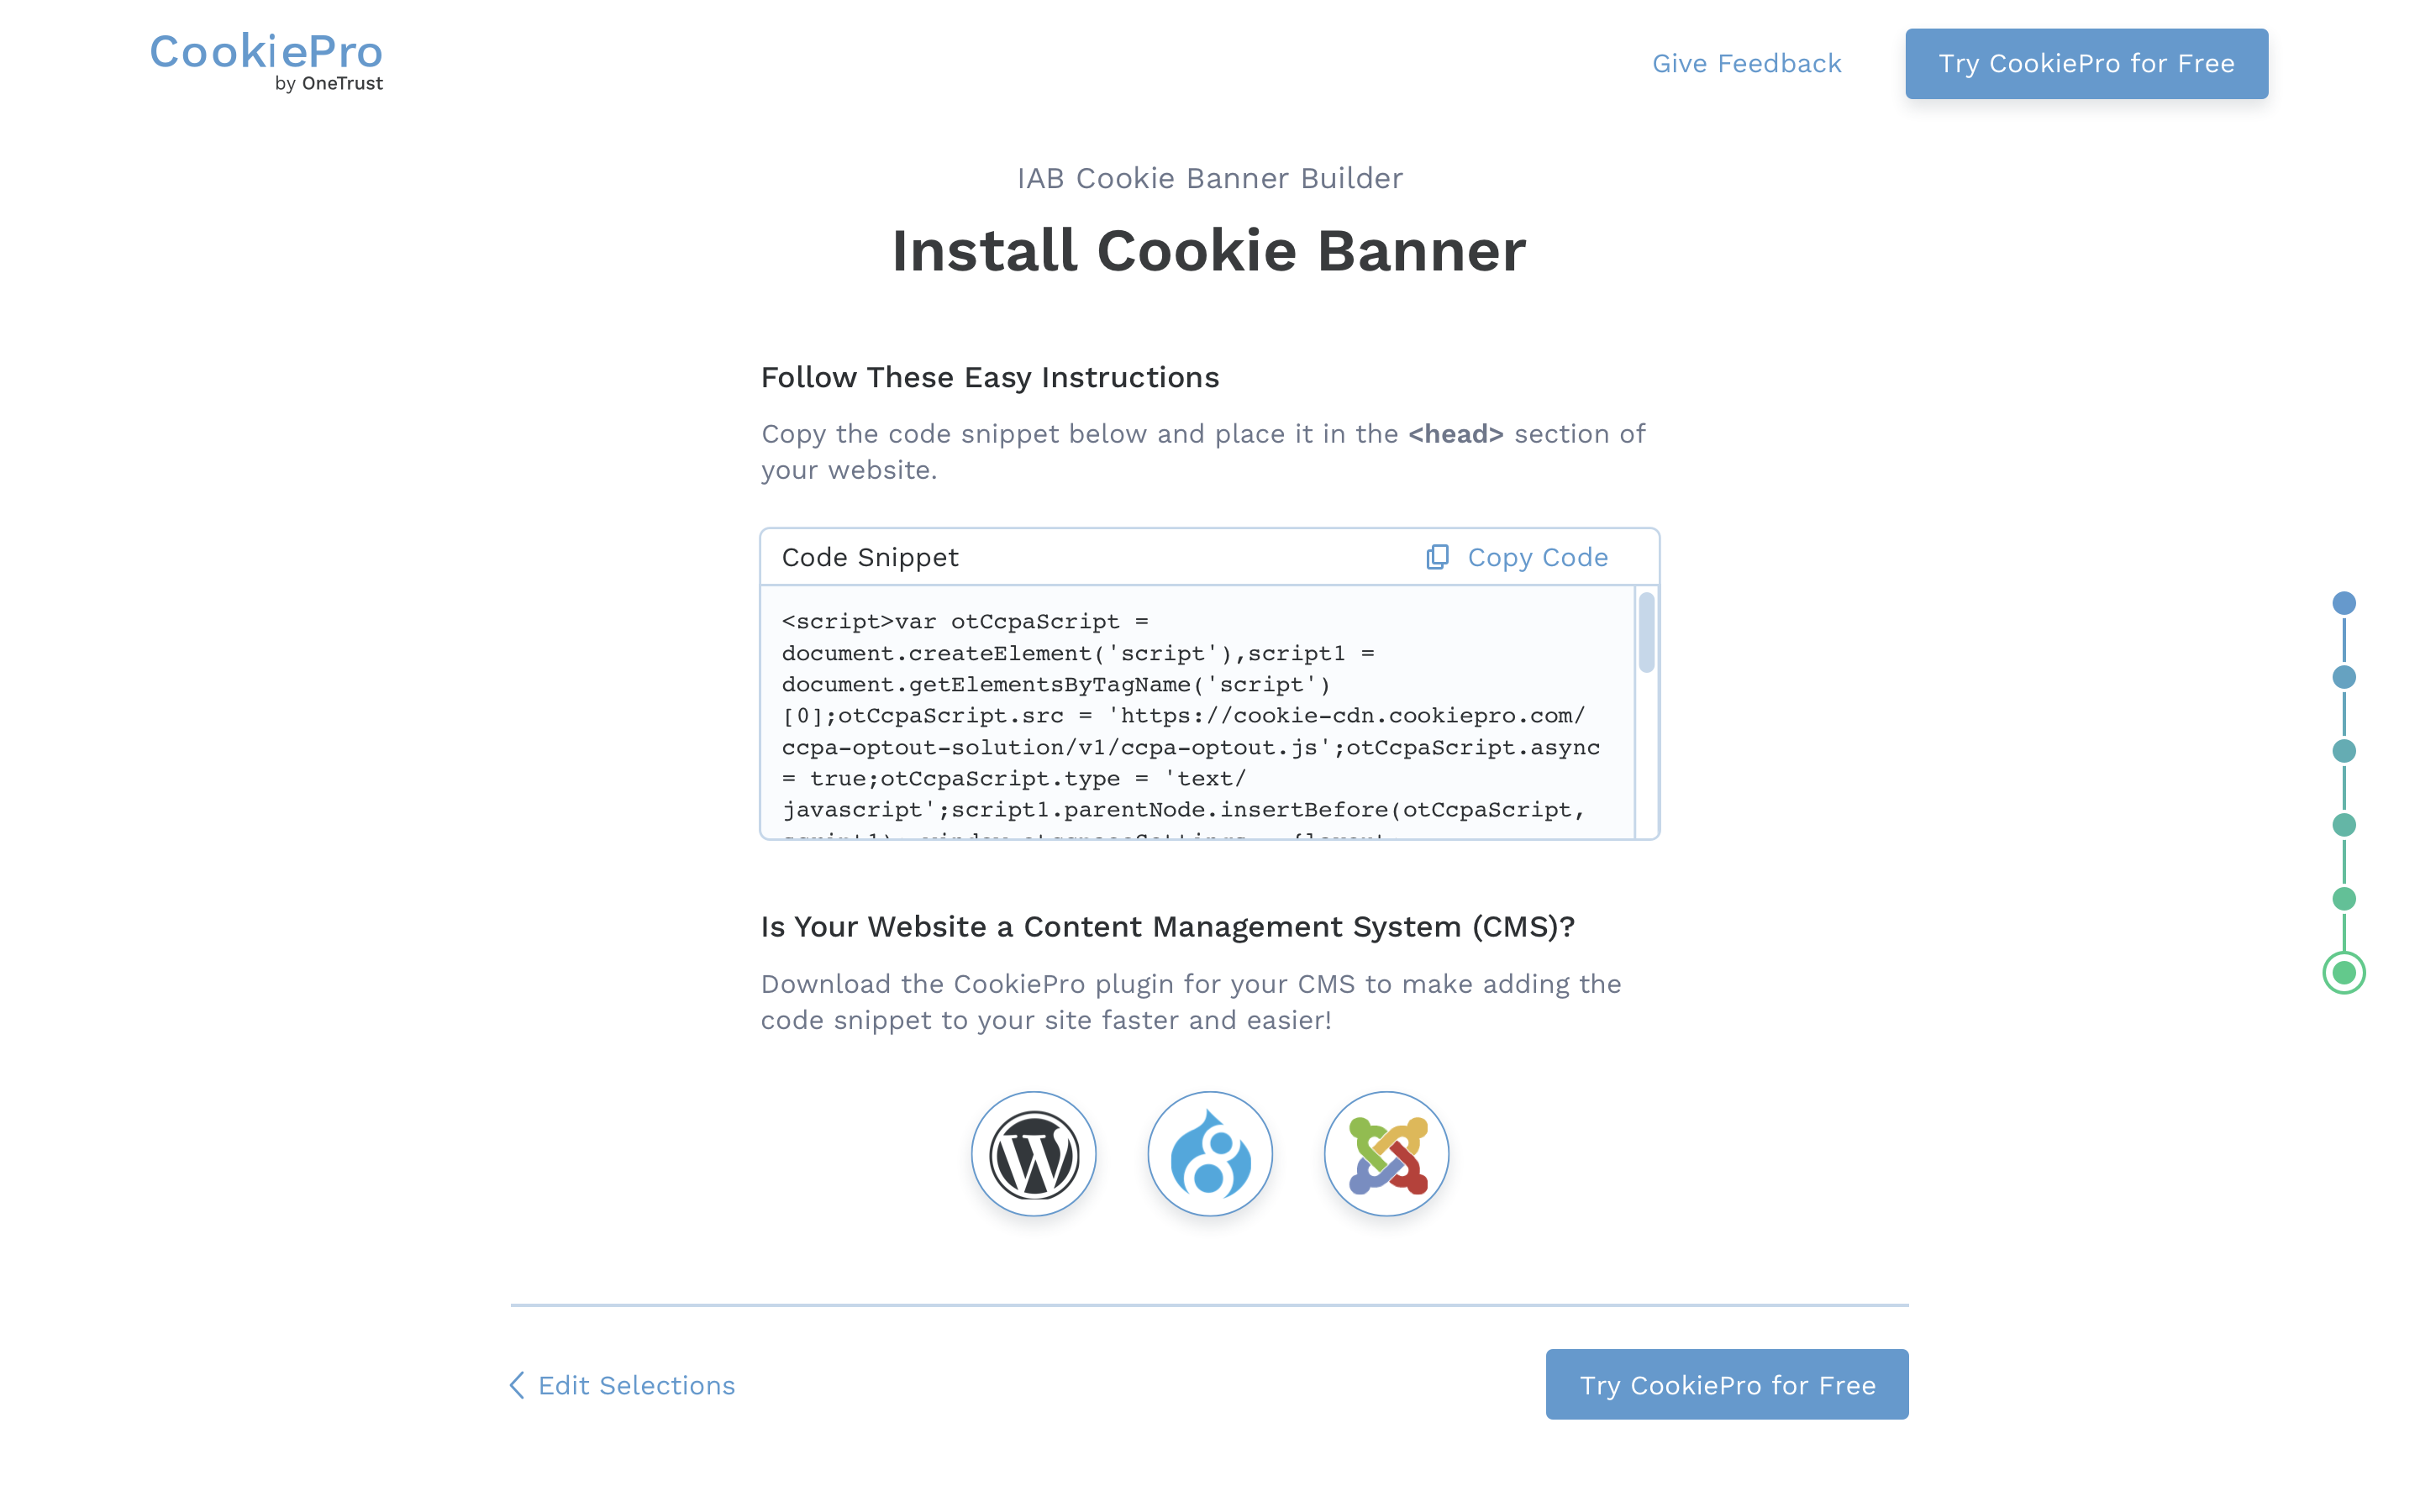 CookiePro
by OneTrust
Give Feedback
Try CookiePro for Free
IAB Cookie Banner Builder
Install Cookie Banner
Follow These Easy Instructions
Copy the code snippet below and place it in the <head> section of
your website.
Code Snippet
Copy Code
<script>var otCcpaScript =
document.createElement('script'),script1 =
document.getElementsByTagName('script')
[0];otCcpaScript.src = 'https://cookie-cdn.cookiepro.com/
ccpa-optout-solution/v1/ccpa-optout.js';otCcpaScript.async
= true;otCcpaScript.type = 'text/
javascript';script1.parentNode.insertBefore(otCcpaScript,
Is Your Website a Content Management System (CMS)?
Download the CookiePro plugin for your CMS to make adding the
code snippet to your site faster and easier!
Edit Selections
Try CookiePro for Free